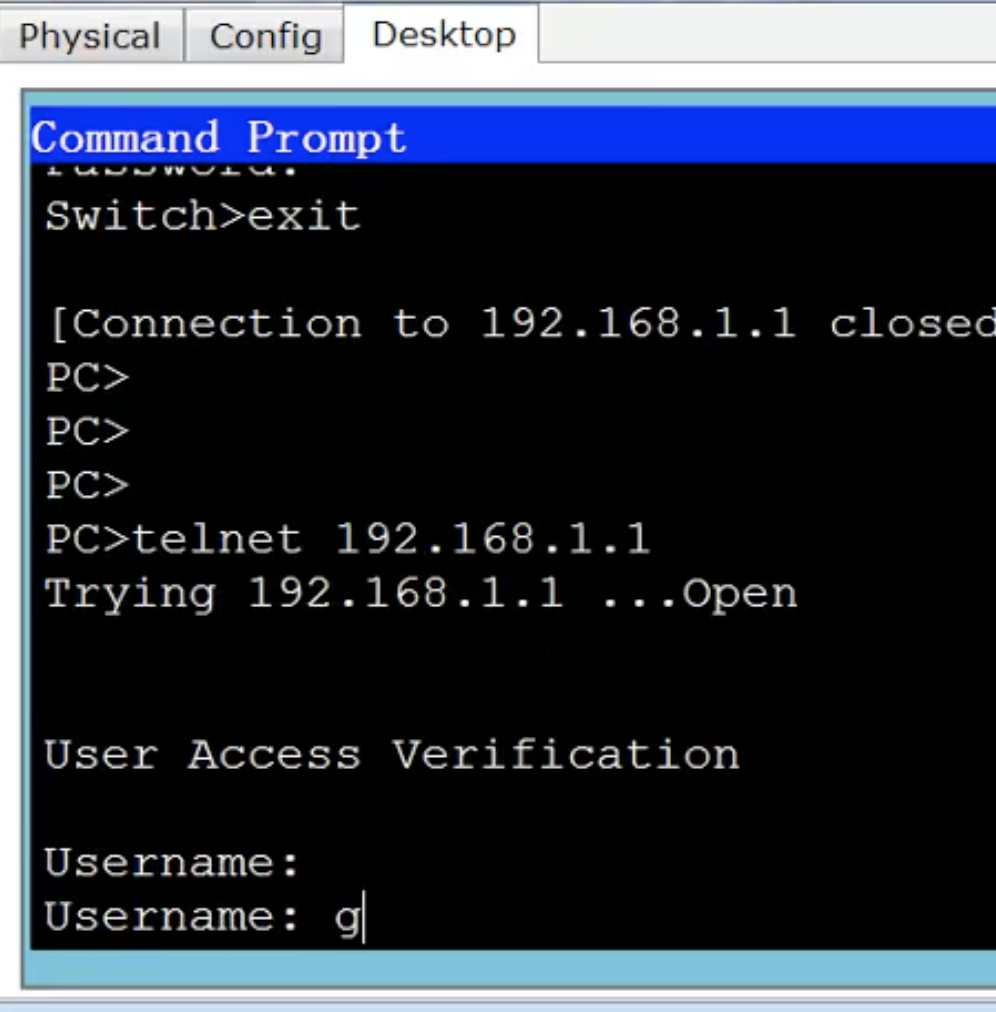 Physical Config Desktop
Command Prompt
Password:
Switch>exit
[Connection to 192.168.1.1 closed
PC>
PC>
PC>
PC>telnet 192.168.1.1
Trying 192.168.1.1 ...Open
User Access Verification
Username:
Username: g